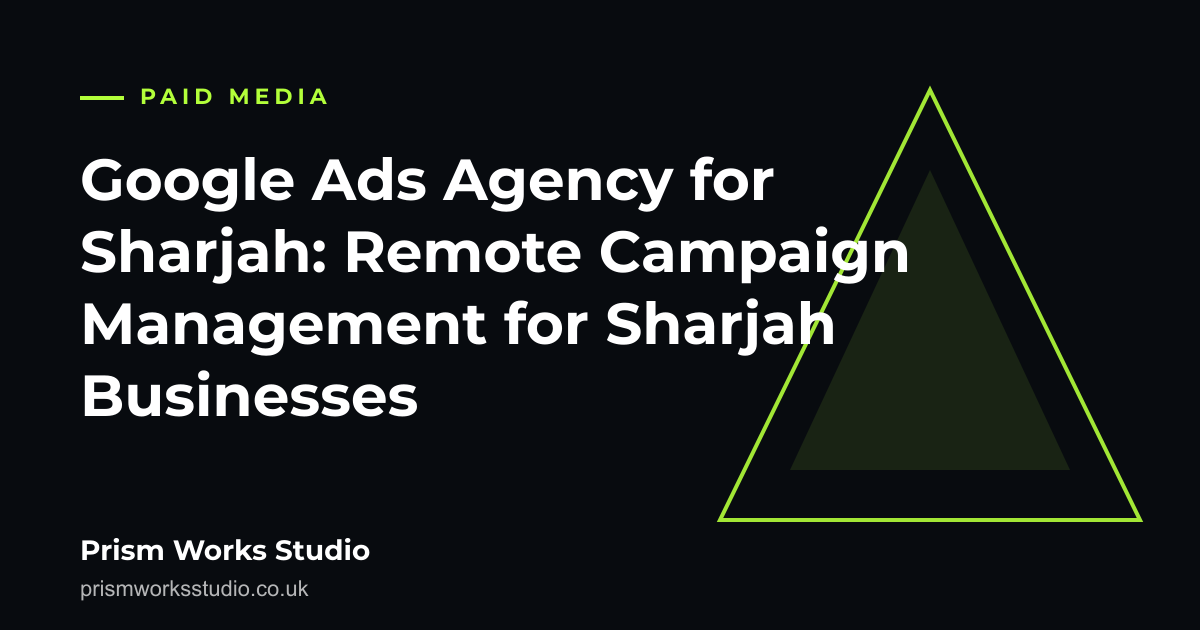 PAID MEDIA
Google Ads Agency for
Sharjah: Remote Campaign
Management for Sharjah
Businesses
Prism Works Studio
prismworksstudio.co.uk